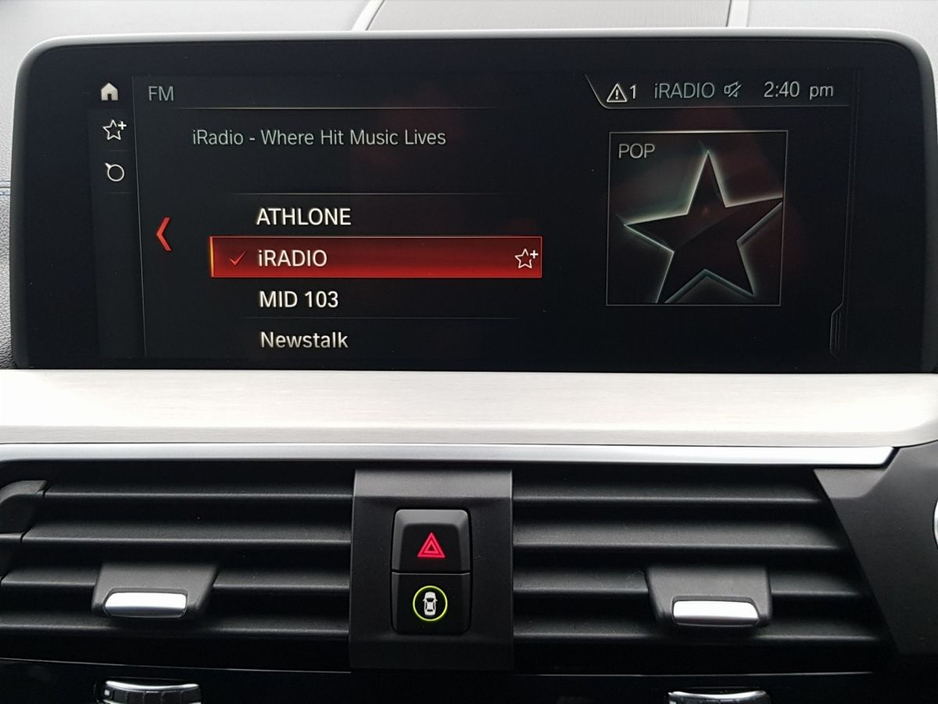 FM
1 iRADIO 2:40 pm
iRadio - Where Hit Music Lives
POP
ATHLONE
iRADIO
MID 103
Newstalk